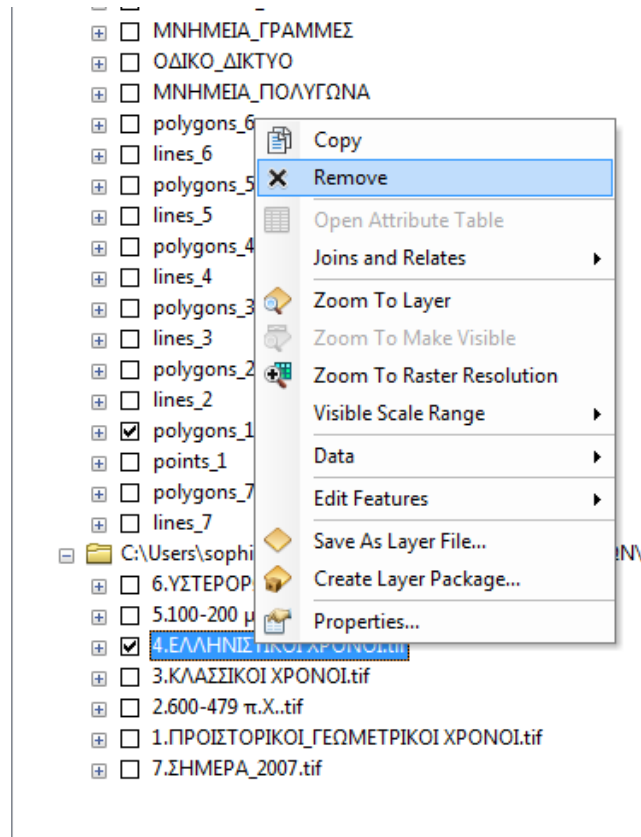 ΜΝΗΜΕΙΑ_ΓΡΑΜΜΕΣ
ΟΔΙΚΟ_ΔΙΚΤΥΟ
ΜΝΗΜΕΙΑ_ΠΟΛΥΓΩΝΑ
polygons_6
lines_6
polygons_5
lines_5
polygons_4
lines_4
polygons_3
lines_3
polygons_2
lines_2
polygons_1
points_1
polygons_7
lines_7
C:\Users\sophi
6.ΥΣΤΕΡΟΡ
5.100-200 μ
4.ΕΛΛΗΝΙΣΤΙΚΟΙ ΧΡΟΝΟΙ.tif
3.ΚΛΑΣΣΙΚΟΙ ΧΡΟΝΟΙ.tif
2.600-479 π.Χ..tif
1.ΠΡΟΙΣΤΟΡΙΚΟΙ_ΓΕΩΜΕΤΡΙΚΟΙ ΧΡΟΝΟΙ.tif
7.ΣΗΜΕΡΑ_2007.tif
Copy
Remove
Open Attribute Table
Joins and Relates
Zoom To Layer
Zoom To Make Visible
Zoom To Raster Resolution
Visible Scale Range
Data
Edit Features
Save As Layer File...
Create Layer Package...
Properties...